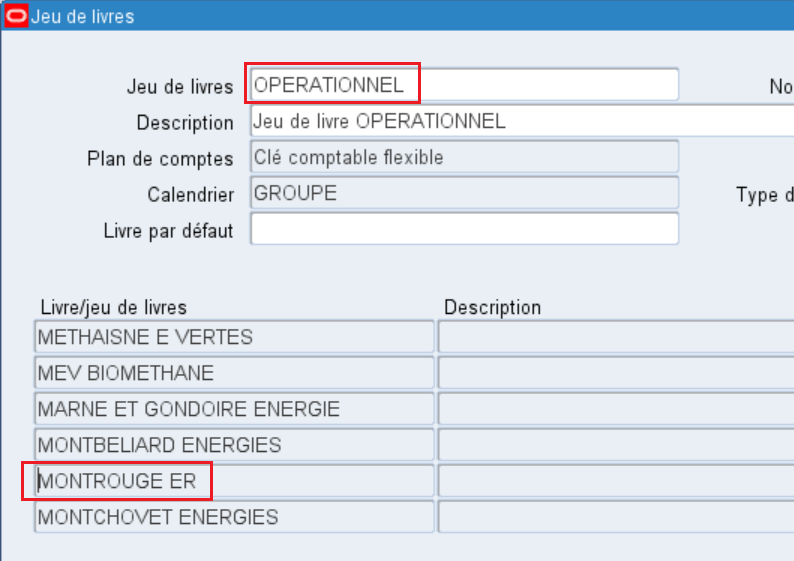 Jeu de livres
Jeu de livres OPERATIONNEL No
Description Jeu de livre OPERATIONNEL
Plan de comptes Clé comptable flexible
Calendrier GROUPE Type d
Livre par défaut
Livre/jeu de livres Description
METHAISNE E VERTES
MEV BIOMETHANE
MARNE ET GONDOIRE ENERGIE
MONTBELIARD ENERGIES
MONTROUGE ER
MONTCHOVET ENERGIES